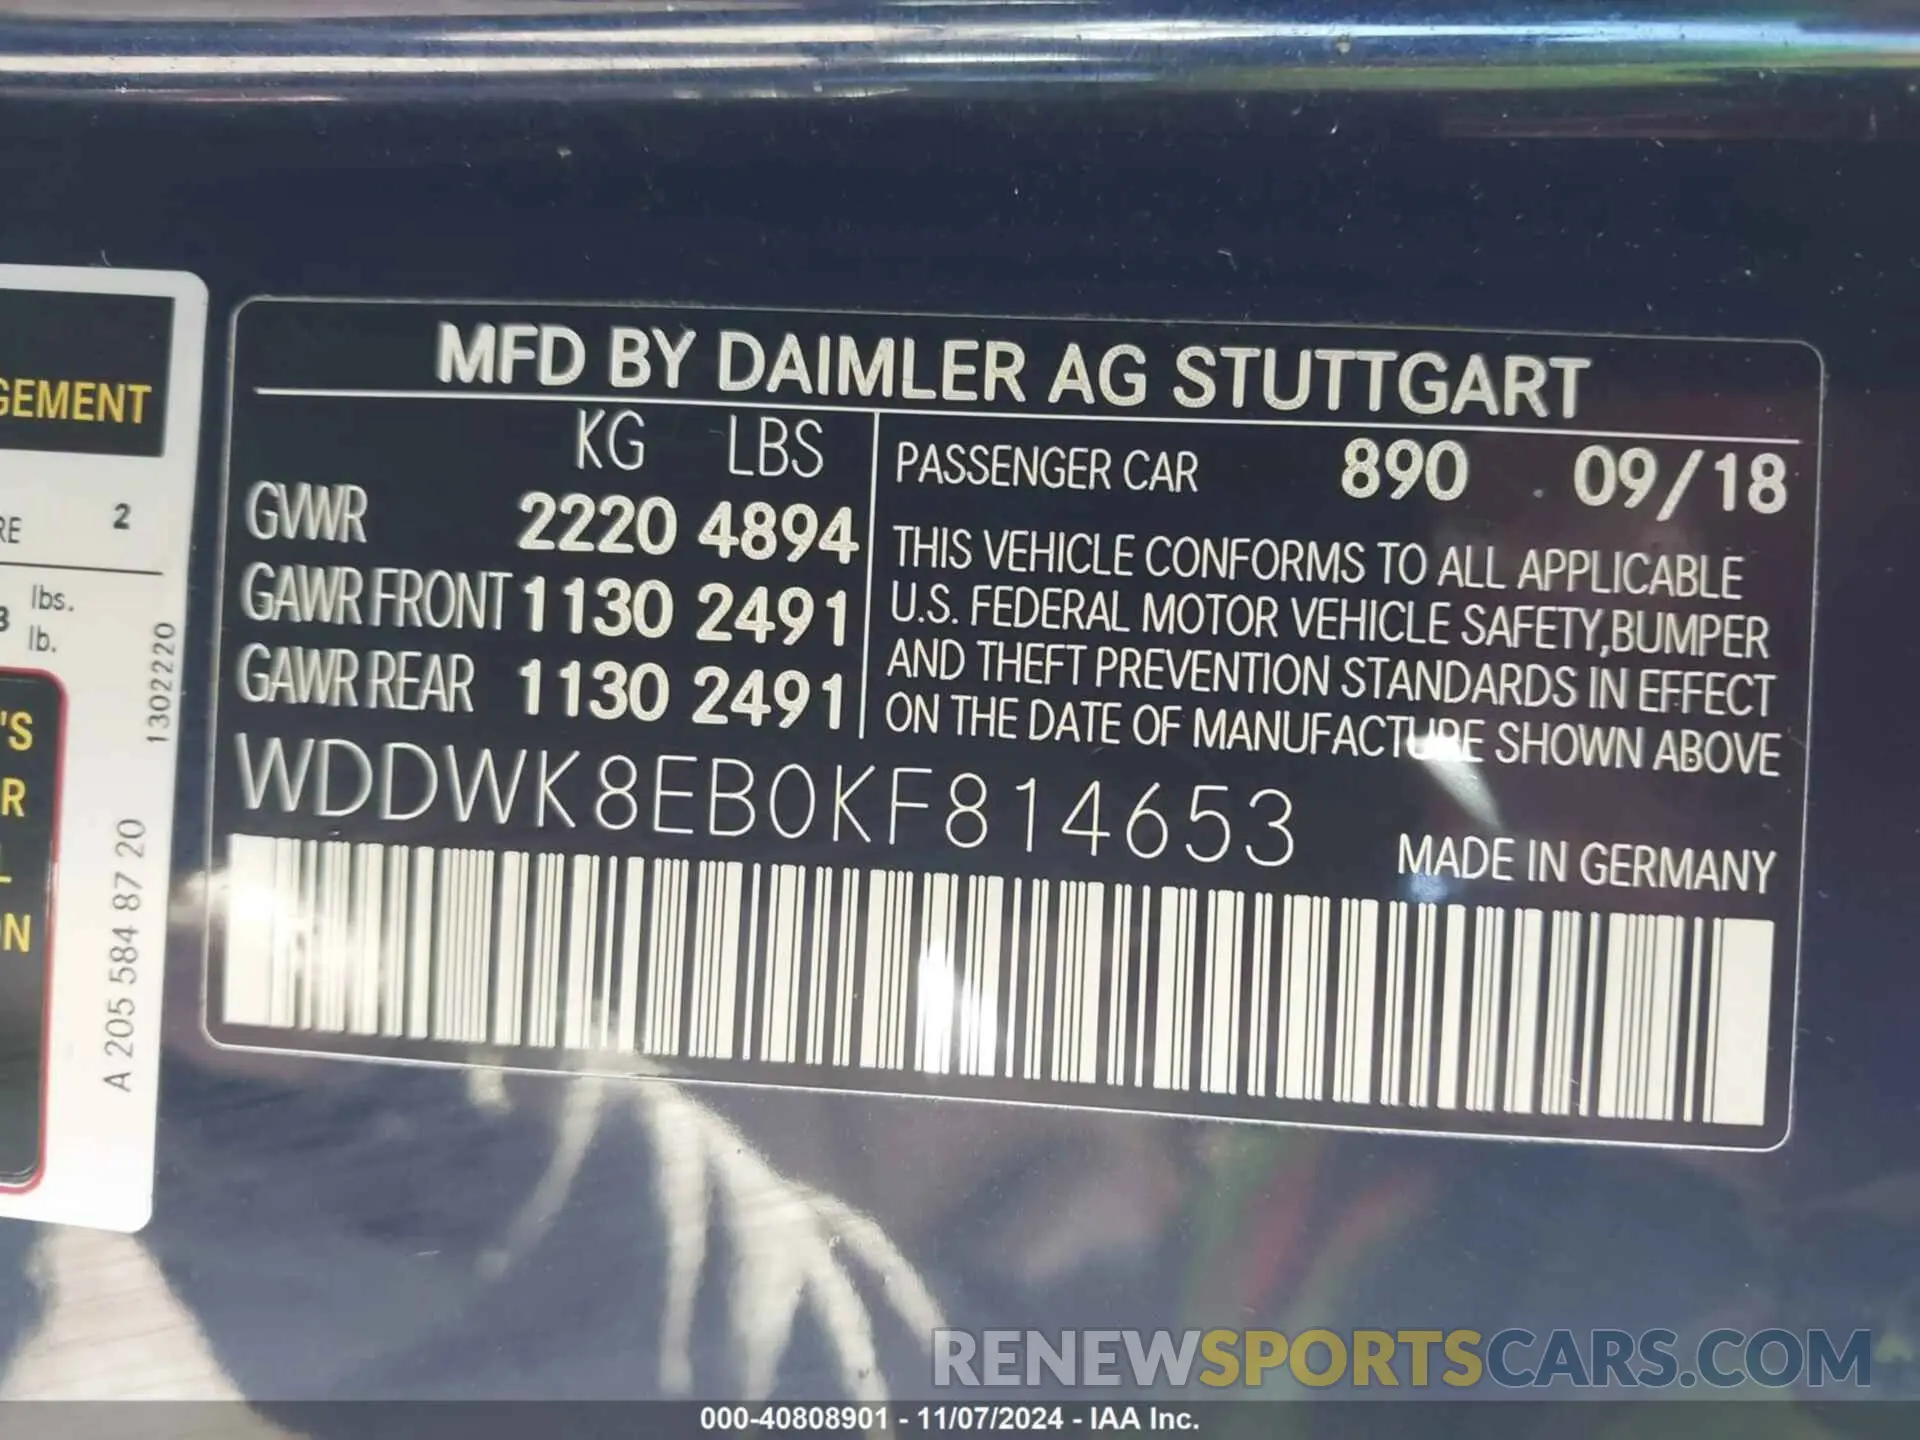 GEMENT
RE 2
3 lbs.
lb.
'S
R
L
N
1302220
A 205 584 87 20
MFD BY DAIMLER AG STUTTGART
KG LBS
GVWR 2220 4894
GAWR FRONT 1130 2491
GAWR REAR 1130 2491
PASSENGER CAR 890 09/18
THIS VEHICLE CONFORMS TO ALL APPLICABLE
U.S. FEDERAL MOTOR VEHICLE SAFETY,BUMPER
AND THEFT PREVENTION STANDARDS IN EFFECT
ON THE DATE OF MANUFACTURE SHOWN ABOVE
WDDWK8EB0KF814653
MADE IN GERMANY
RENEWSPORTSCARS.COM
000-40808901 - 11/07/2024 - IAA Inc.